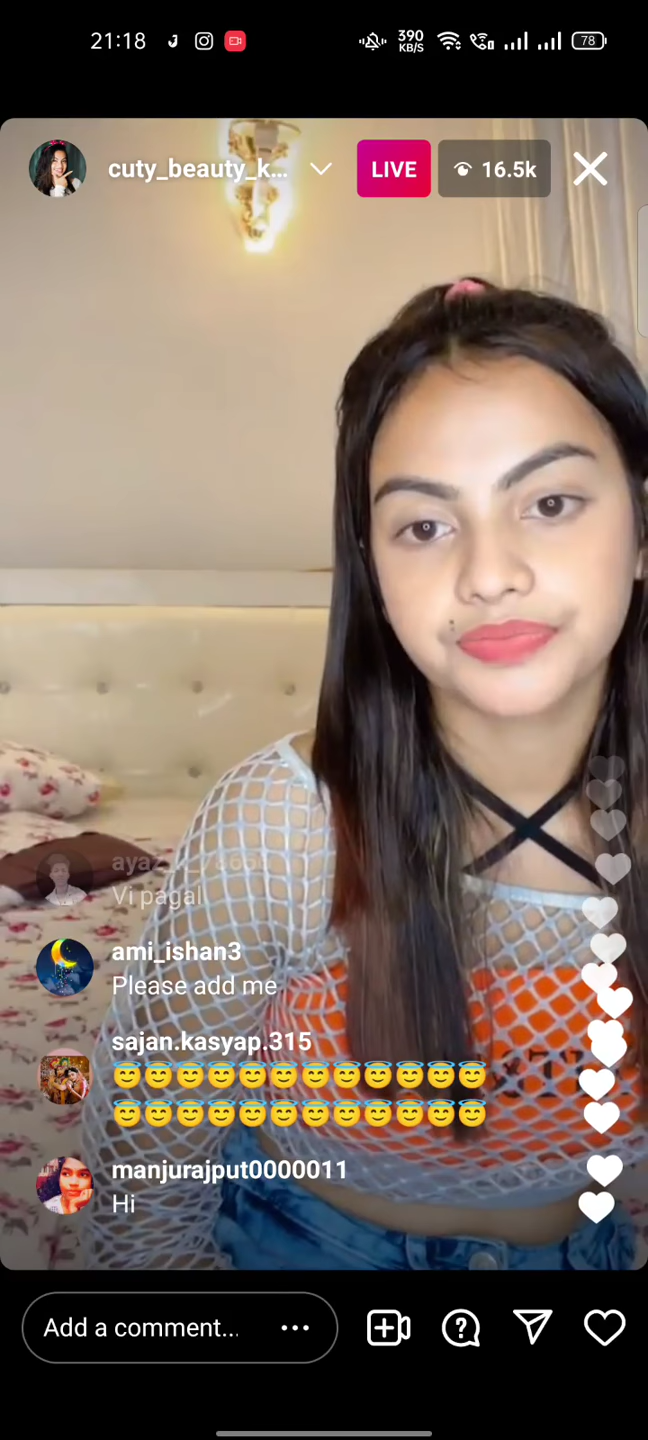 21:18
390
KB/S
78
cuty_beauty_k...
LIVE
16.5k
Vi pagal
ami_ishan3
Please add me
sajan.kasyap.315
😇😇😇😇😇😇😇😇😇😇😇😇
😇😇😇😇😇😇😇😇😇😇😇😇
manjurajput0000011
Hi
Add a comment...